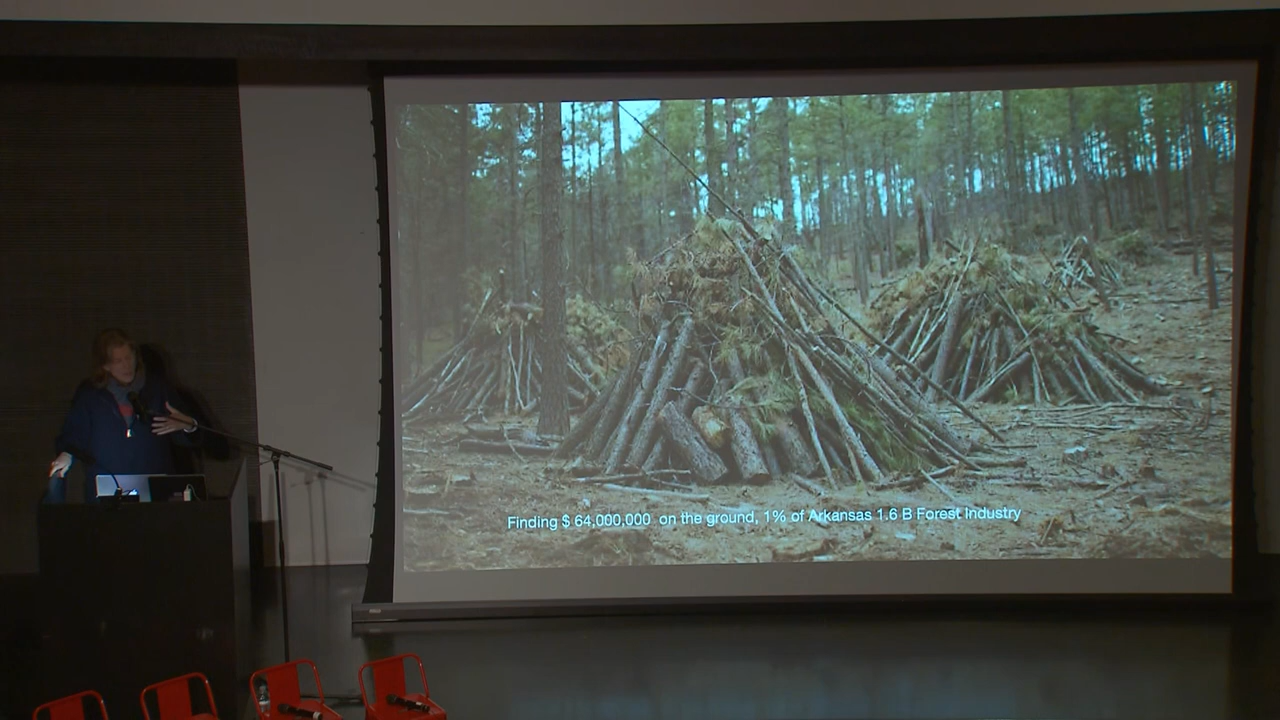 Finding $ 64,000,000 on the ground, 1% of Arkansas 1.6 B Forest Industry